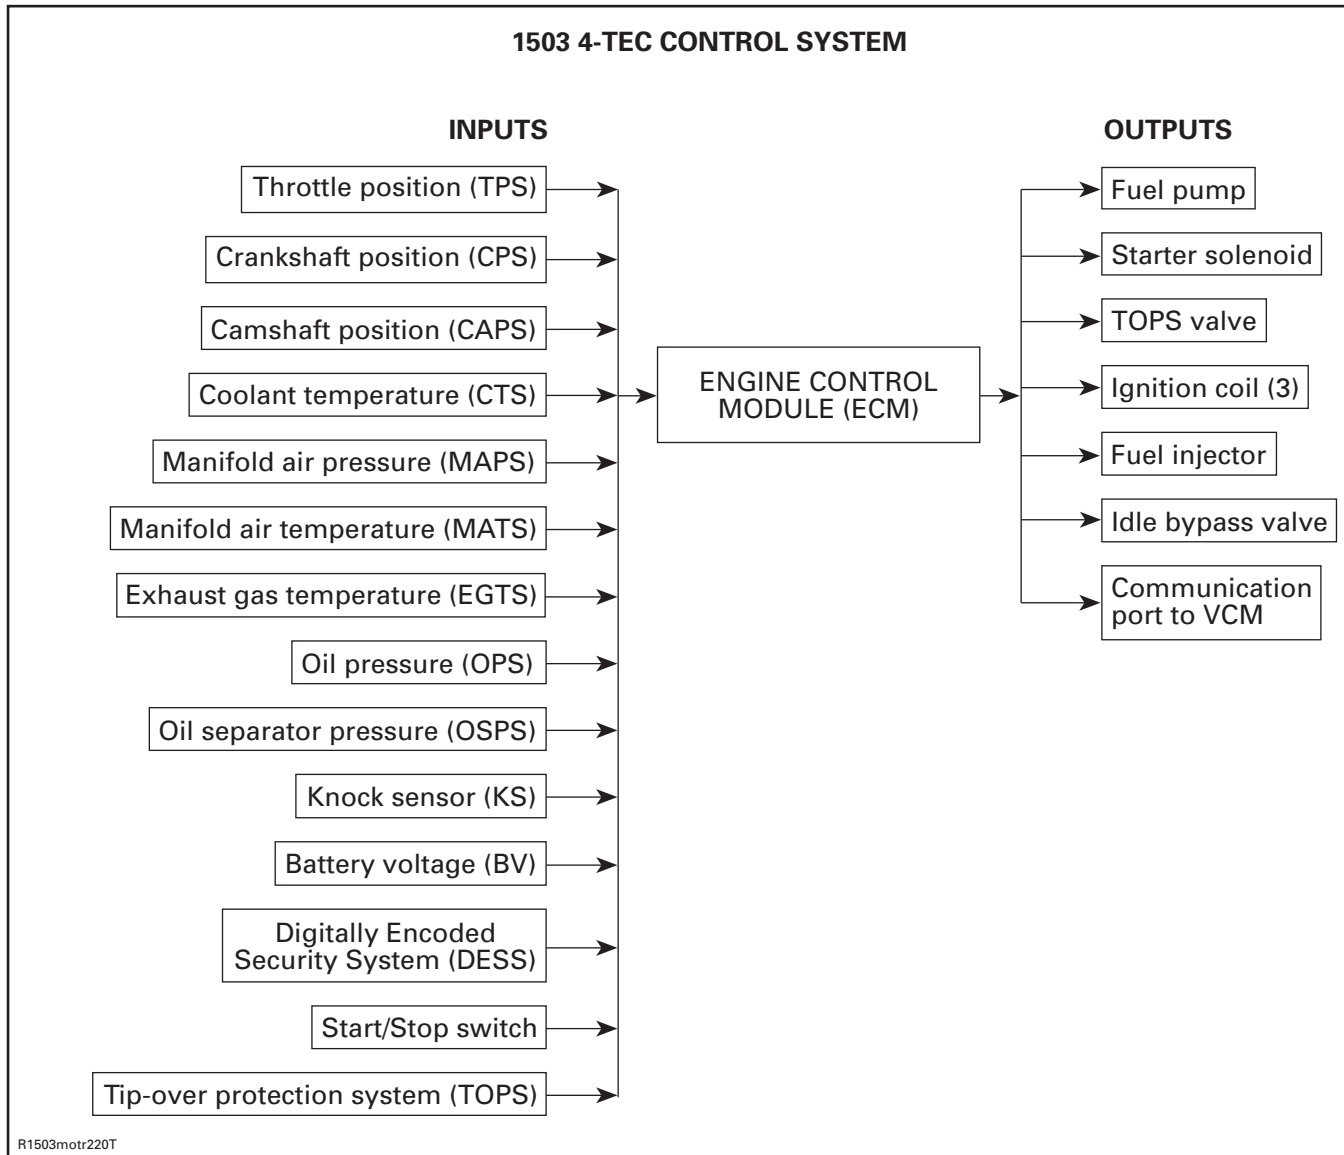 1503 4-TEC CONTROL SYSTEM
INPUTS
Throttle position (TPS)
Crankshaft position (CPS)
Camshaft position (CAPS)
Coolant temperature (CTS)
Manifold air pressure (MAPS)
Manifold air temperature (MATS)
Exhaust gas temperature (EGTS)
Oil pressure (OPS)
Oil separator pressure (OSPS)
Knock sensor (KS)
Battery voltage (BV)
Digitally Encoded
Security System (DESS)
Start/Stop switch
Tip-over protection system (TOPS)
ENGINE CONTROL
MODULE (ECM)
OUTPUTS
Fuel pump
Starter solenoid
TOPS valve
Ignition coil (3)
Fuel injector
Idle bypass valve
Communication
port to VCM
R1503motr220T